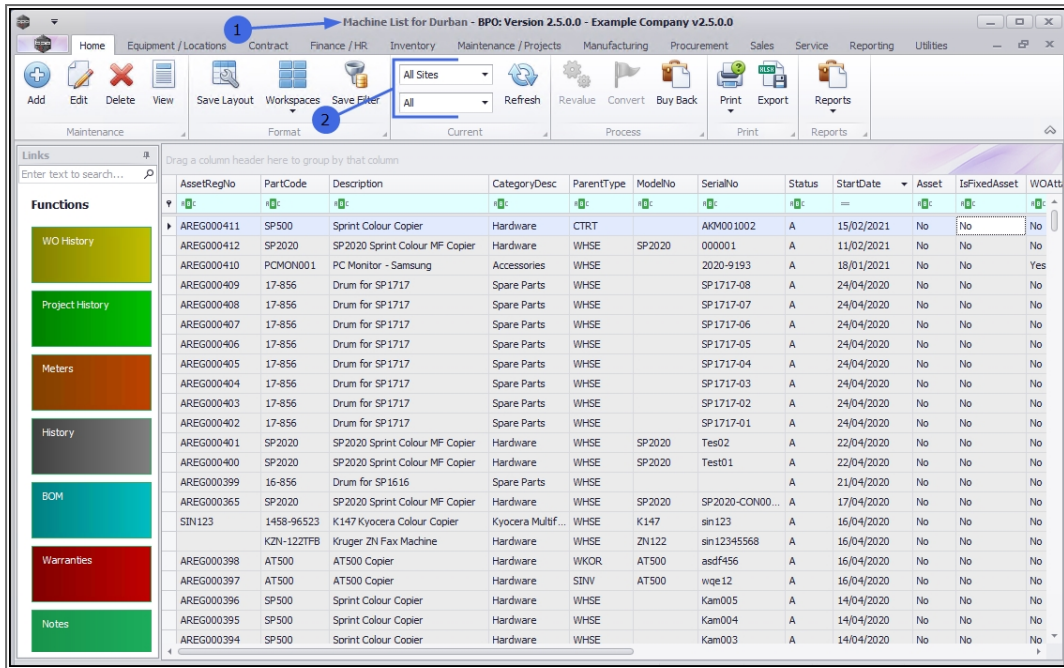 Machine List for Durban - BPO: Version 2.5.0.0 - Example Company v2.5.0.0
1
Home Equipment / Locations Contract Finance / HR Inventory Maintenance / Projects Manufacturing Procurement Sales Service Reporting Utilities
All Sites
All
2
Add Edit Delete View Save Layout Workspaces Save Filter Refresh Revalue Convert Buy Back Print Export Reports
Maintenance Format Current Process Print Reports
Links
Enter text to search...
Drag a column header here to group by that column
AssetRegNo PartCode Description CategoryDesc ParentType ModelNo SerialNo Status StartDate Asset IsFixedAsset WOAtt
Functions
WO History
Project History
Meters
History
BOM
Warranties
Notes
AREG000411 SP500 Sprint Colour Copier Hardware CTRT AKM001002 A 15/02/2021 No No No
AREG000412 SP2020 SP2020 Sprint Colour MF Copier Hardware WHSE SP2020 000001 A 11/02/2021 No No No
AREG000410 PCMON001 PC Monitor - Samsung Accessories WHSE 2020-9193 A 18/01/2021 No No Yes
AREG000409 17-856 Drum for SP1717 Spare Parts WHSE SP1717-08 A 24/04/2020 No No No
AREG000408 17-856 Drum for SP1717 Spare Parts WHSE SP1717-07 A 24/04/2020 No No No
AREG000407 17-856 Drum for SP1717 Spare Parts WHSE SP1717-06 A 24/04/2020 No No No
AREG000406 17-856 Drum for SP1717 Spare Parts WHSE SP1717-05 A 24/04/2020 No No No
AREG000405 17-856 Drum for SP1717 Spare Parts WHSE SP1717-04 A 24/04/2020 No No No
AREG000404 17-856 Drum for SP1717 Spare Parts WHSE SP1717-03 A 24/04/2020 No No No
AREG000403 17-856 Drum for SP1717 Spare Parts WHSE SP1717-02 A 24/04/2020 No No No
AREG000402 17-856 Drum for SP1717 Spare Parts WHSE SP1717-01 A 24/04/2020 No No No
AREG000401 SP2020 SP2020 Sprint Colour MF Copier Hardware WHSE SP2020 Tes02 A 22/04/2020 No No No
AREG000400 SP2020 SP2020 Sprint Colour MF Copier Hardware WHSE SP2020 Test01 A 22/04/2020 No No No
AREG000399 16-856 Drum for SP1616 Spare Parts WHSE A 21/04/2020 No No No
AREG000365 SP2020 SP2020 Sprint Colour MF Copier Hardware WHSE SP2020 SP2020-CON00... A 17/04/2020 No No No
SIN123 1458-96523 K147 Kyocera Colour Copier Kyocera Multif... WHSE K147 sin123 A 16/04/2020 No No No
KZN-122TFB Kruger ZN Fax Machine Hardware WHSE ZN122 sin12345568 A 16/04/2020 No No No
AREG000398 AT500 AT500 Copier Hardware WKOR AT500 asdf456 A 16/04/2020 No No No
AREG000397 AT500 AT500 Copier Hardware SINV AT500 wqe12 A 16/04/2020 No No No
AREG000396 SP500 Sprint Colour Copier Hardware WHSE Kam005 A 14/04/2020 No No No
AREG000395 SP500 Sprint Colour Copier Hardware WHSE Kam004 A 14/04/2020 No No No
AREG000394 SP500 Sprint Colour Copier Hardware WHSE Kam003 A 14/04/2020 No No No